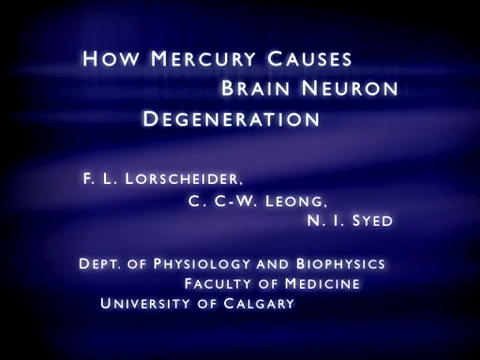 How Mercury Causes
Brain Neuron
Degeneration
F. L. Lorscheider,
C. C-W. Leong,
N. I. Syed
Dept. of Physiology and Biophysics
Faculty of Medicine
University of Calgary